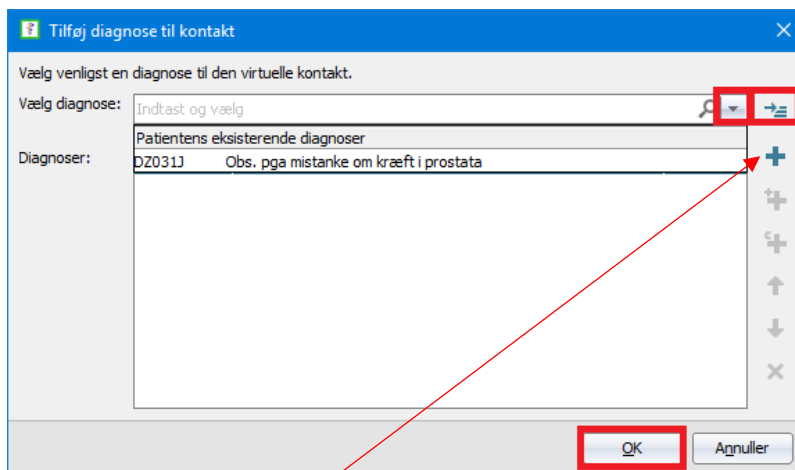 Tilføj diagnose til kontakt
Vælg venligst en diagnose til den virtuelle kontakt.
Vælg diagnose: Indtast og vælg
Patientens eksisterende diagnoser
Diagnoser: DZ031J Obs. pga mistanke om kræft i prostata
OK Annuller